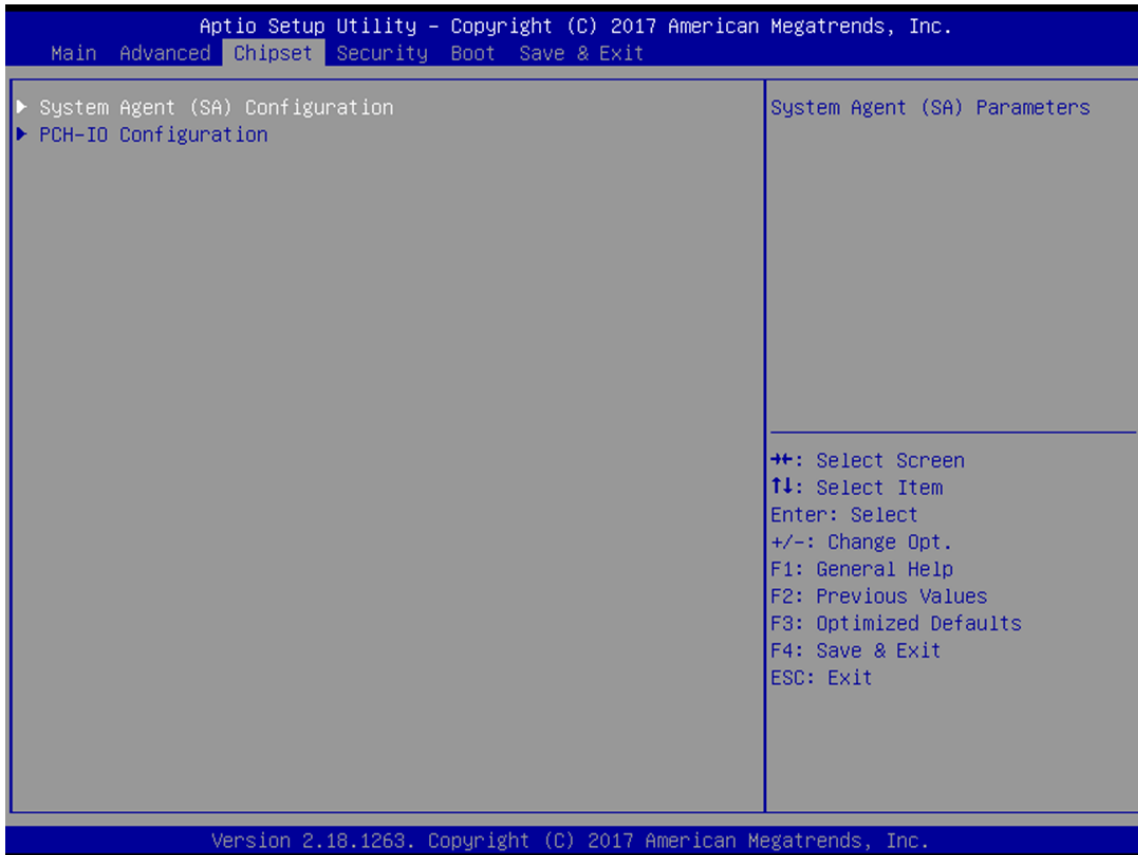 Aptio Setup Utility – Copyright (C) 2017 American Megatrends, Inc.
Main Advanced Chipset Security Boot Save & Exit
► System Agent (SA) Configuration
► PCH-IO Configuration
System Agent (SA) Parameters
→←: Select Screen
↑↓: Select Item
Enter: Select
+/-: Change Opt.
F1: General Help
F2: Previous Values
F3: Optimized Defaults
F4: Save & Exit
ESC: Exit
Version 2.18.1263. Copyright (C) 2017 American Megatrends, Inc.